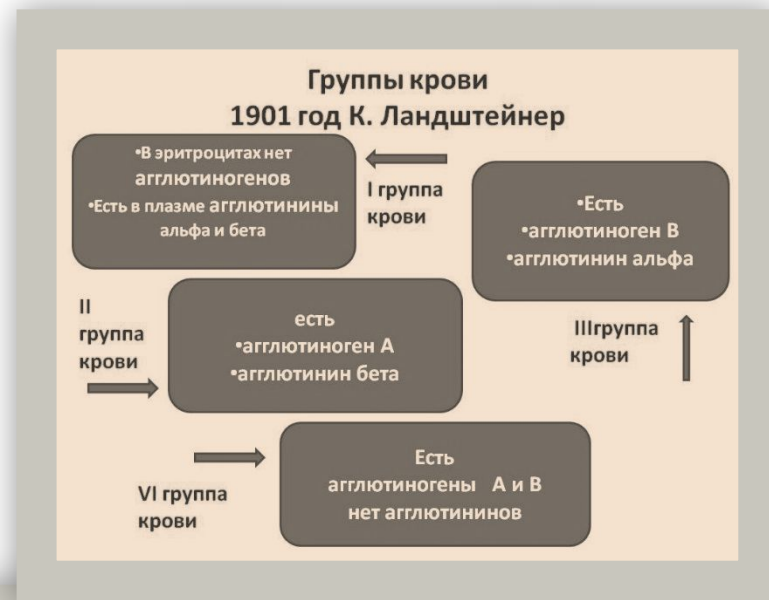 Группы крови
1901 год К. Ландштейнер
•В эритроцитах нет
агглютиногенов
•Есть в плазме агглютинины
альфа и бета
I группа
крови
•Есть
•агглютиноген В
•агглютинин альфа
II
группа
крови
есть
•агглютиноген А
•агглютинин бета
IIIгруппа
крови
VI группа
крови
Есть
агглютиногены А и В
нет агглютининов